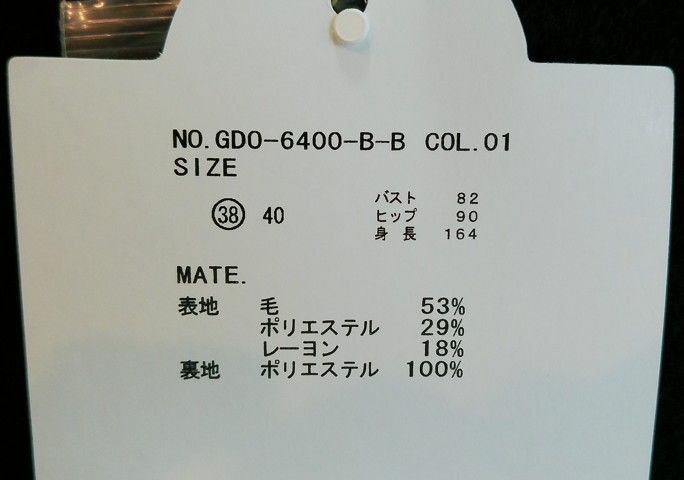 NO.GDO-6400-B-B COL.01
SIZE
38 40
バスト 82
ヒップ 90
身長 164
MATE.
表地 毛 53%
ポリエステル 29%
レーヨン 18%
裏地 ポリエステル 100%